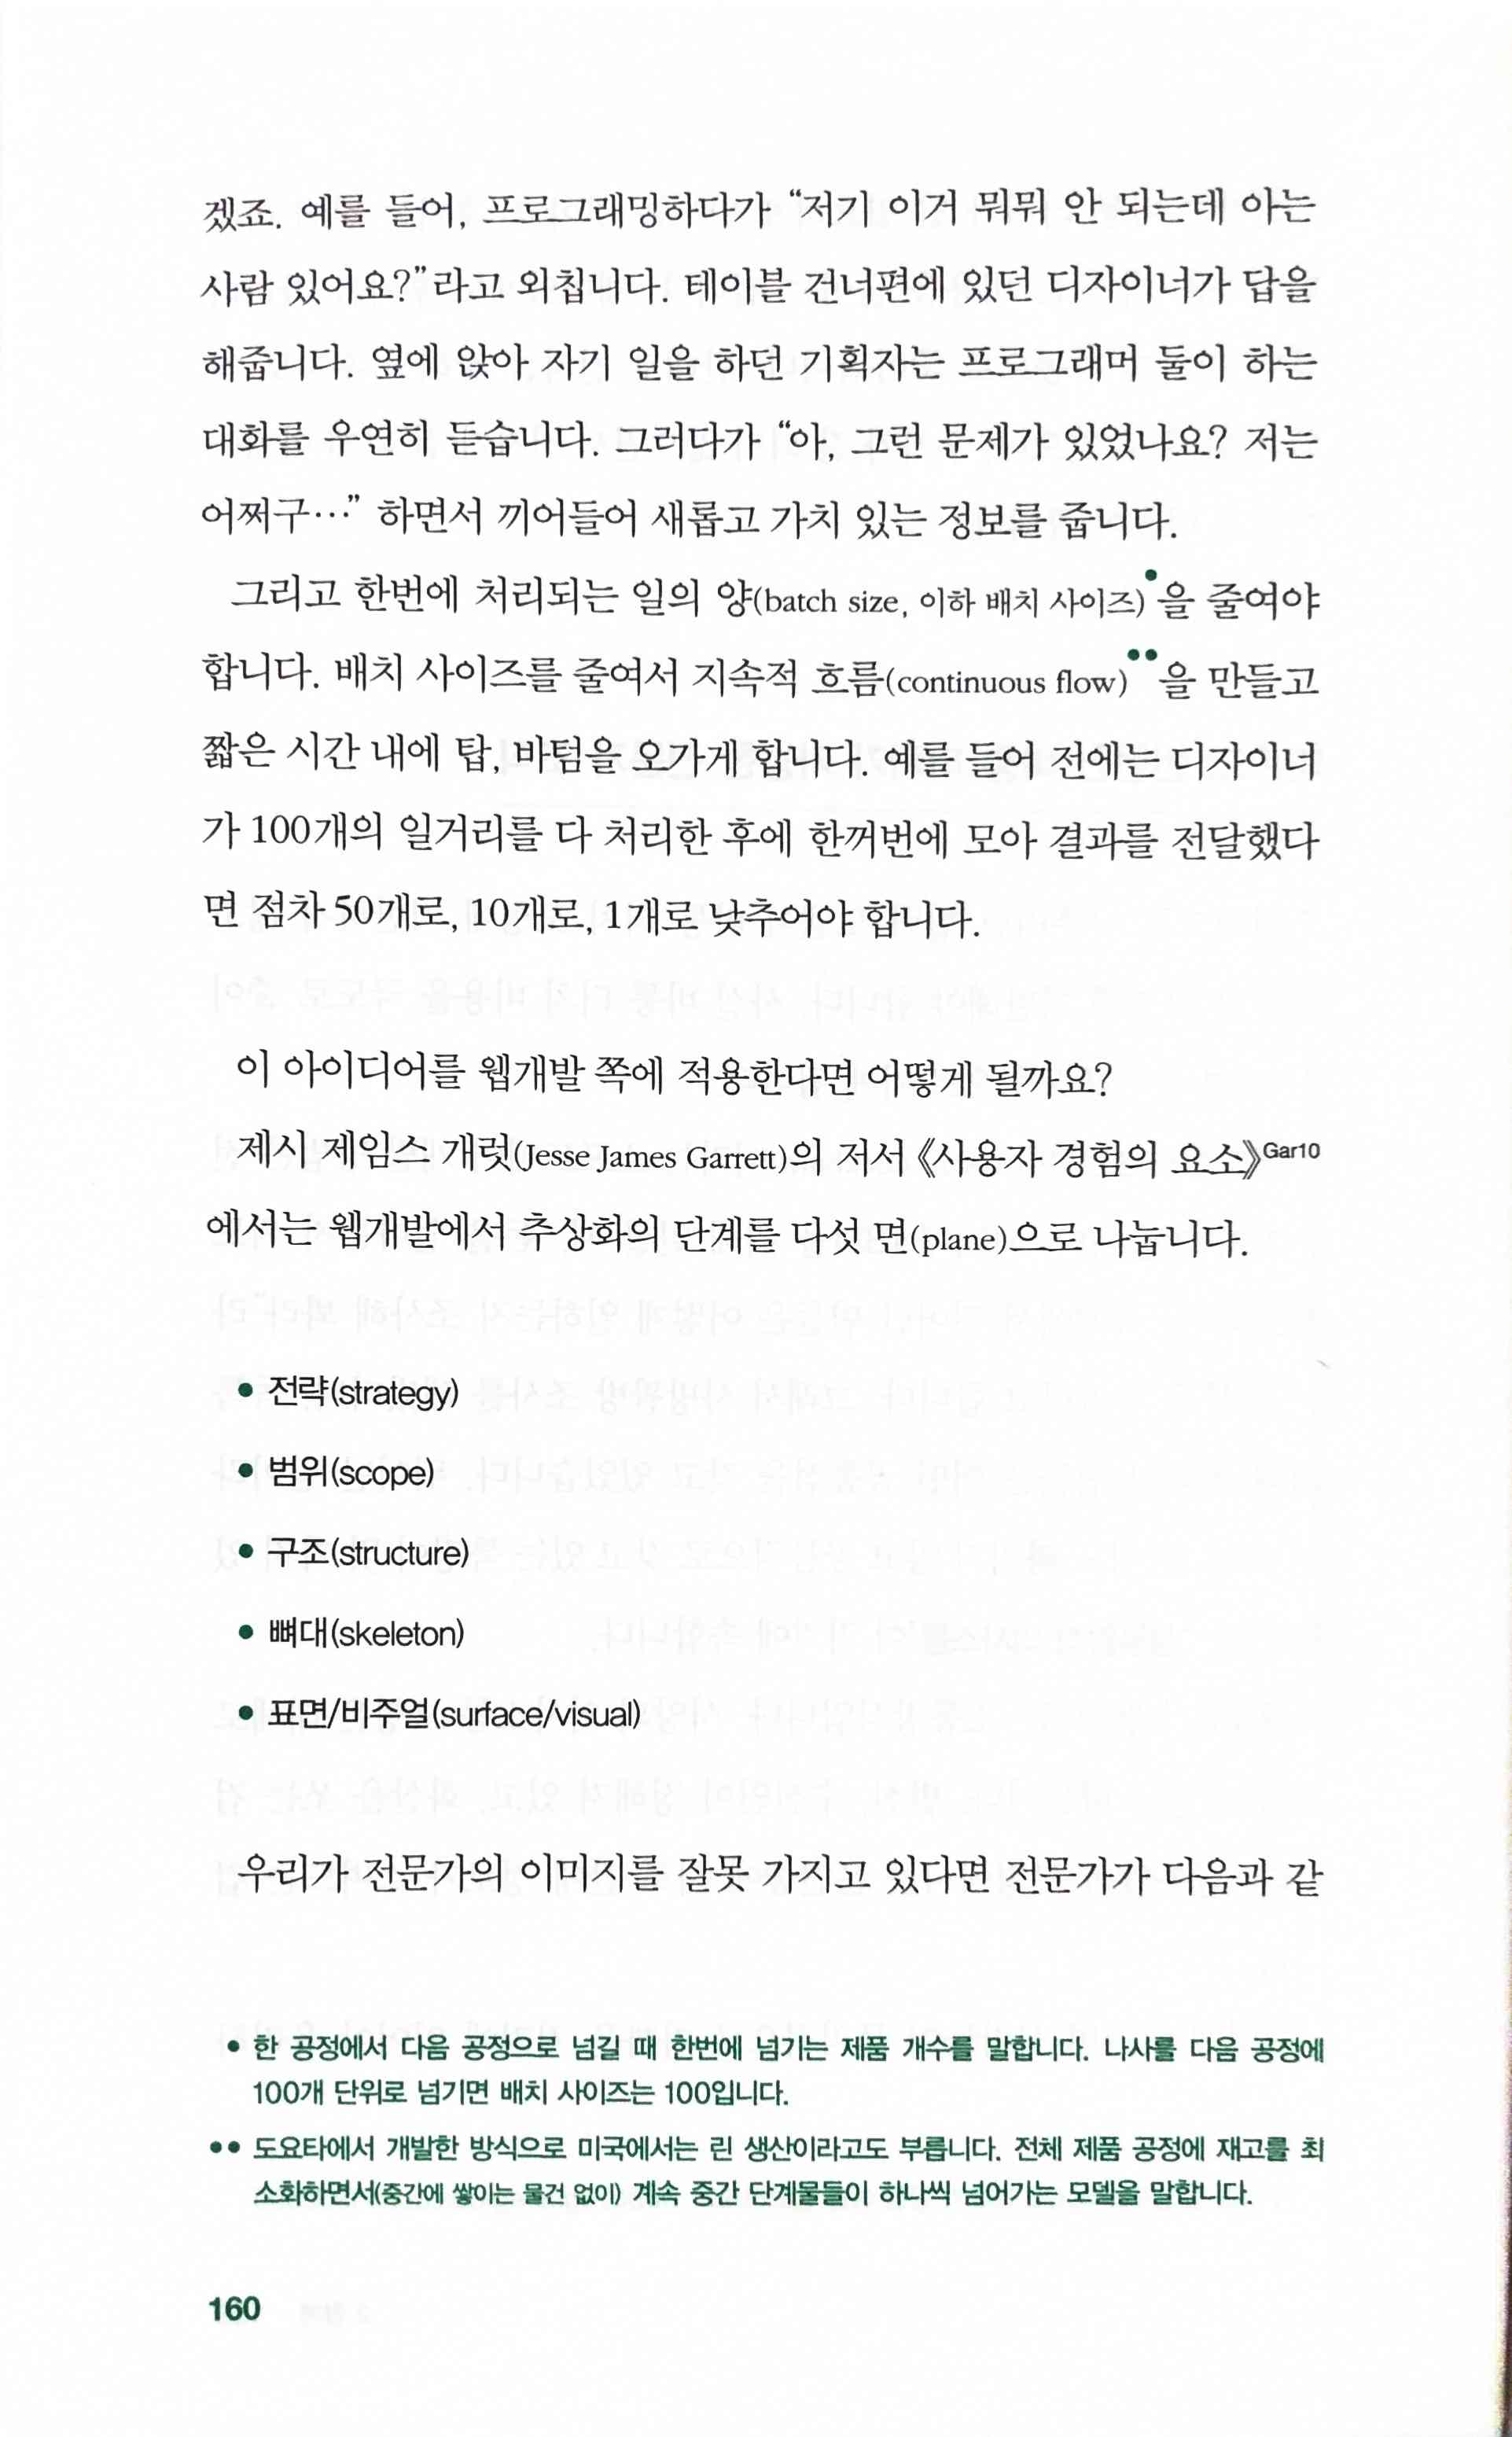 겠죠. 예를 들어, 프로그래밍하다가 “저기 이거 뭐뭐 안 되는데 아는
사람 있어요?”라고 외칩니다. 테이블 건너편에 있던 디자이너가 답을
해줍니다. 옆에 앉아 자기 일을 하던 기획자는 프로그래머 둘이 하는
대화를 우연히 듣습니다. 그러다가 “아, 그런 문제가 있었나요? 저는
어쩌구…” 하면서 끼어들어 새롭고 가치 있는 정보를 줍니다.
그리고 한번에 처리되는 일의 양(batch size, 이하 배치 사이즈)•을 줄여야
합니다. 배치 사이즈를 줄여서 지속적 흐름(continuous flow)••을 만들고
짧은 시간 내에 탑, 바텀을 오가게 합니다. 예를 들어 전에는 디자이너
가 100개의 일거리를 다 처리한 후에 한꺼번에 모아 결과를 전달했다
면 점차 50개로, 10개로, 1개로 낮추어야 합니다.
이 아이디어를 웹개발 쪽에 적용한다면 어떻게 될까요?
제시 제임스 개럿(Jesse James Garrett)의 저서 《사용자 경험의 요소》Gar10
에서는 웹개발에서 추상화의 단계를 다섯 면(plane)으로 나눕니다.
• 전략(strategy)
• 범위(scope)
• 구조(structure)
• 뼈대(skeleton)
• 표면/비주얼(surface/visual)
우리가 전문가의 이미지를 잘못 가지고 있다면 전문가가 다음과 같
• 한 공정에서 다음 공정으로 넘길 때 한번에 넘기는 제품 개수를 말합니다. 나사를 다음 공정에
100개 단위로 넘기면 배치 사이즈는 100입니다.
•• 도요타에서 개발한 방식으로 미국에서는 린 생산이라고도 부릅니다. 전체 제품 공정에 재고를 최
소화하면서(중간에 쌓이는 물건 없이) 계속 중간 단계물들이 하나씩 넘어가는 모델을 말합니다.
160